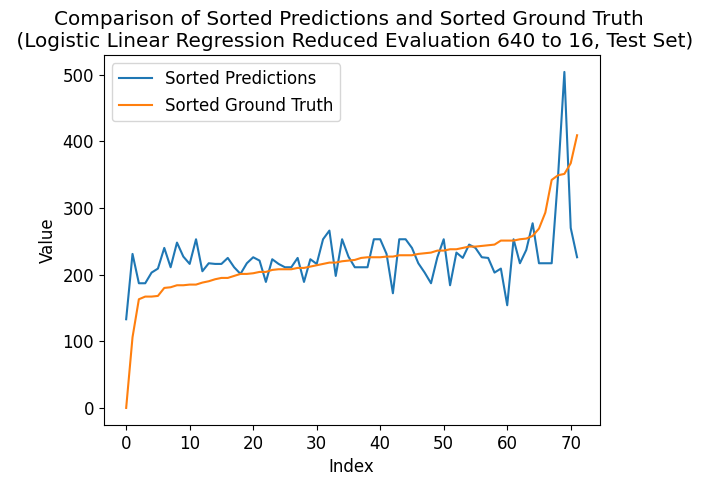 Comparison of Sorted Predictions and Sorted Ground Truth
(Logistic Linear Regression Reduced Evaluation 640 to 16, Test Set)
Sorted Predictions
Sorted Ground Truth
500
400
300
200
100
0
Value
0 10 20 30 40 50 60 70
Index